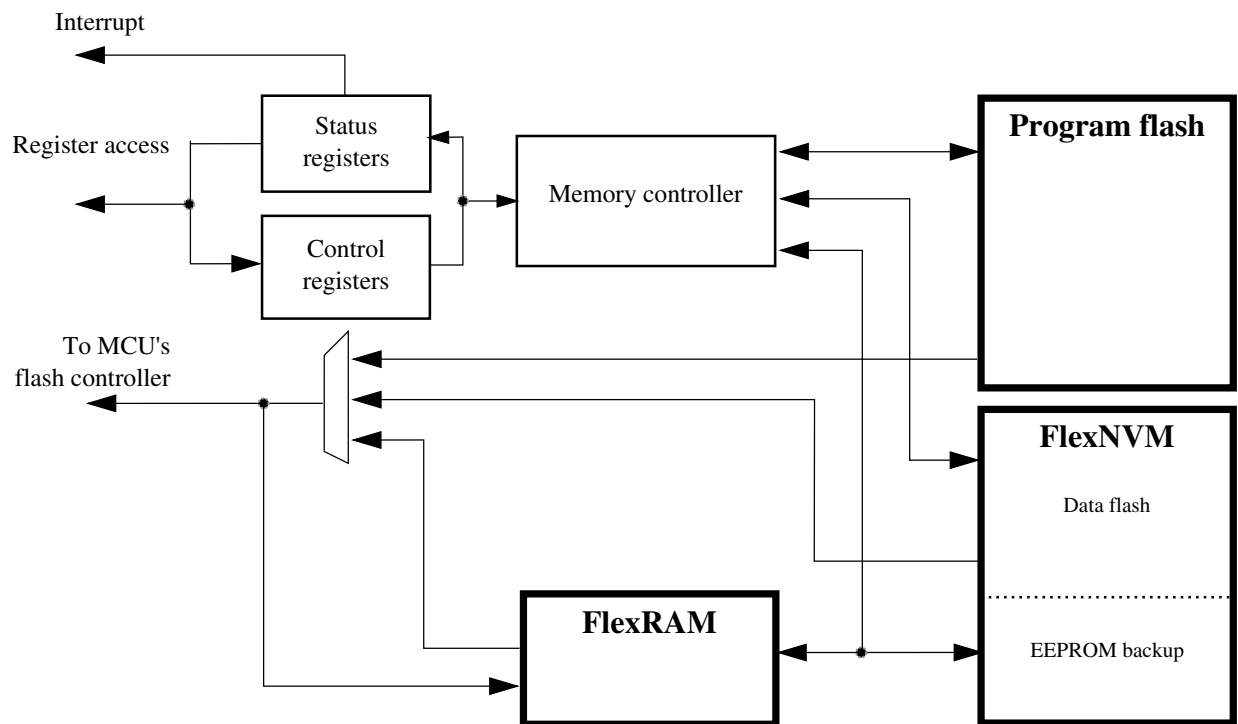 Interrupt
Register access
Status
registers
Control
registers
Memory controller
Program flash
To MCU's
flash controller
FlexNVM
Data flash
EEPROM backup
FlexRAM